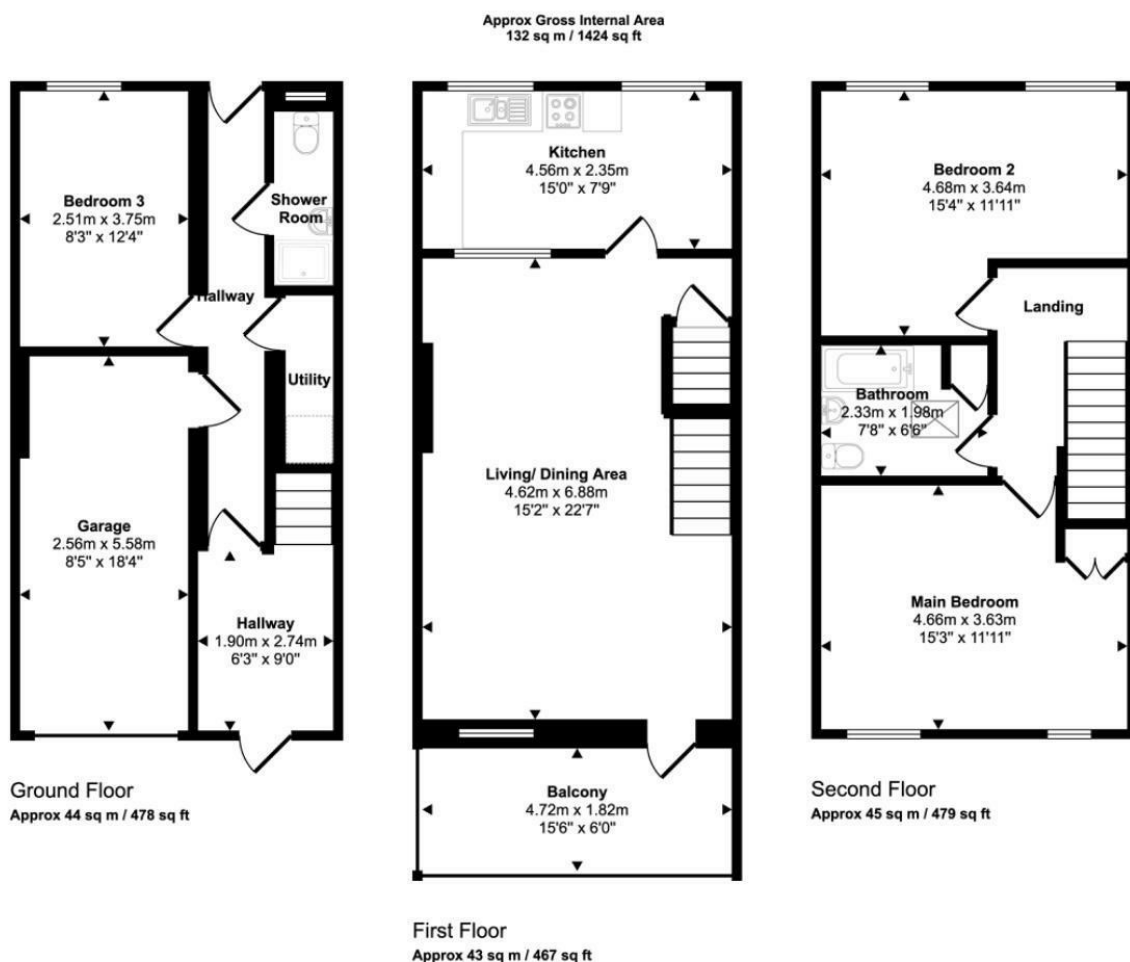 Approx Gross Internal Area
132 sq m / 1424 sq ft
Bedroom 3
2.51m x 3.75m
8'3" x 12'4"
Shower
Room
Hallway
Utility
Garage
2.56m x 5.58m
8'5" x 18'4"
Hallway
1.90m x 2.74m
6'3" x 9'0"
Ground Floor
Approx 44 sq m / 478 sq ft
Kitchen
4.56m x 2.35m
15'0" x 7'9"
Living/ Dining Area
4.62m x 6.88m
15'2" x 22'7"
Balcony
4.72m x 1.82m
15'6" x 6'0"
First Floor
Approx 43 sq m / 467 sq ft
Bedroom 2
4.68m x 3.64m
15'4" x 11'11"
Landing
Bathroom
2.33m x 1.98m
7'8" x 6'6"
Main Bedroom
4.66m x 3.63m
15'3" x 11'11"
Second Floor
Approx 45 sq m / 479 sq ft